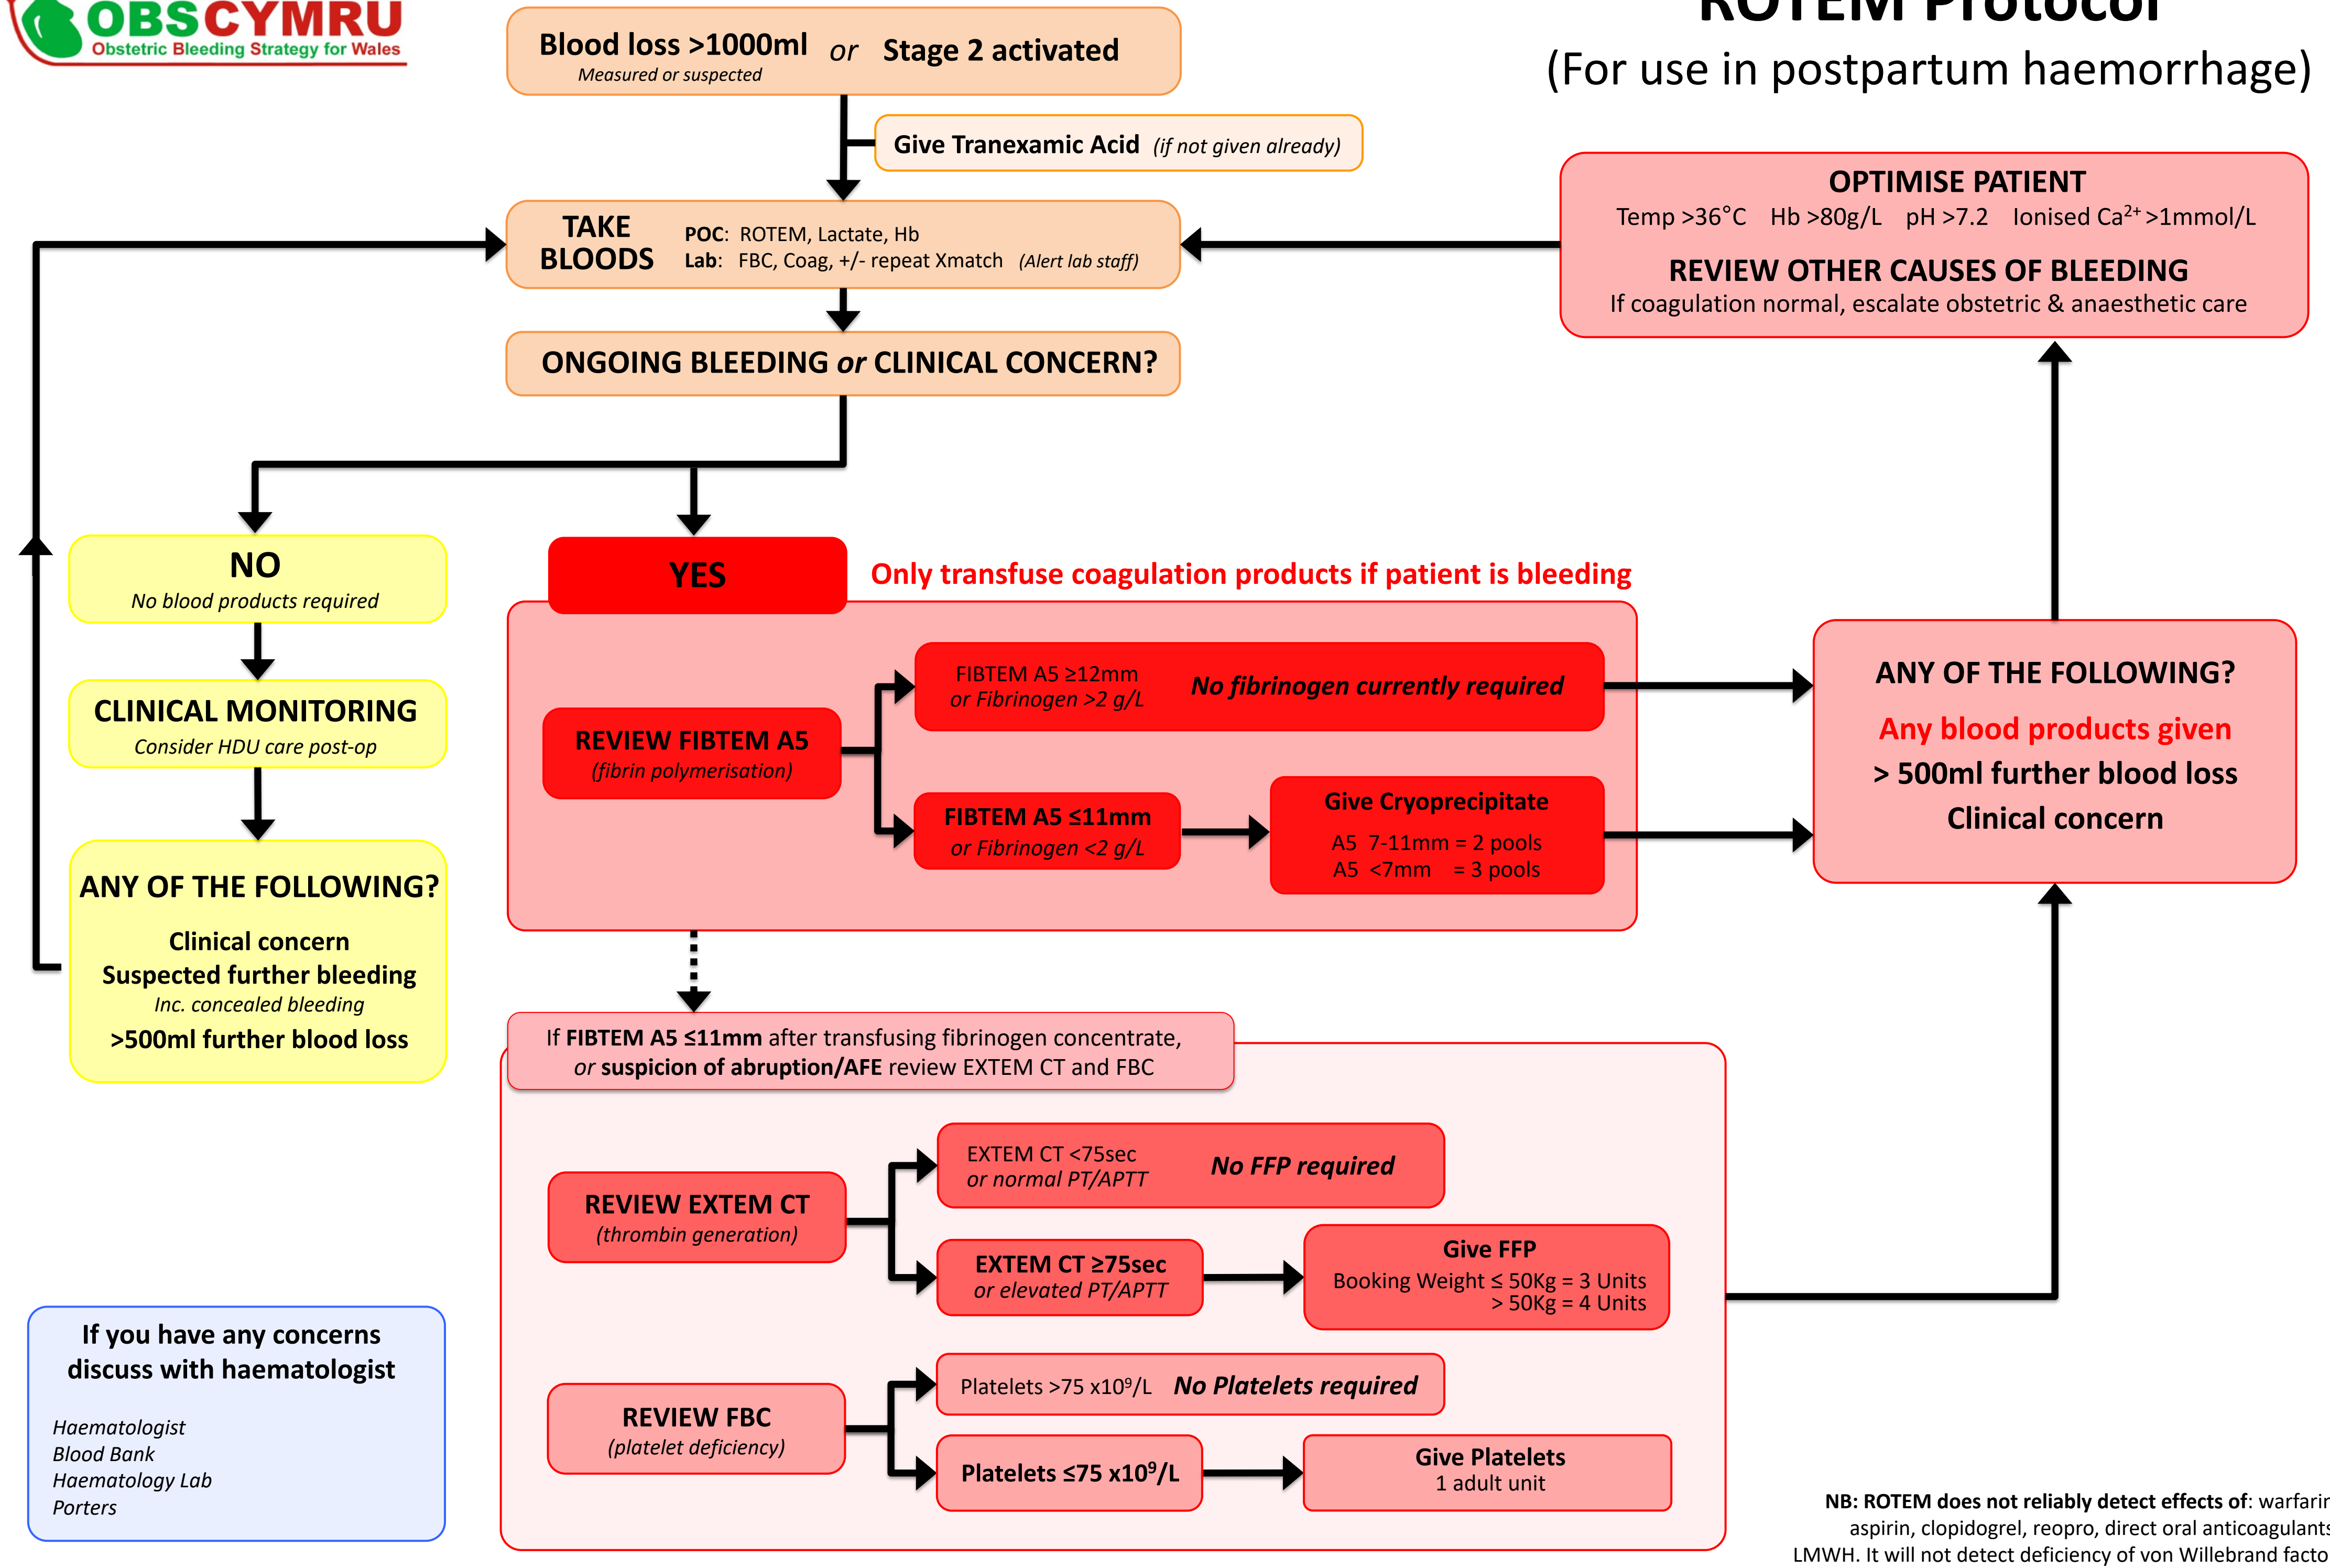 OBSCYMRU
Obstetric Bleeding Strategy for Wales
ROTEM Protocol
(For use in postpartum haemorrhage)
Blood loss >1000ml or Stage 2 activated
Measured or suspected
Give Tranexamic Acid (if not given already)
TAKE BLOODS
POC: ROTEM, Lactate, Hb
Lab: FBC, Coag, +/- repeat Xmatch (Alert lab staff)
OPTIMISE PATIENT
Temp >36°C Hb >80g/L pH >7.2 Ionised Ca²⁺ >1mmol/L
REVIEW OTHER CAUSES OF BLEEDING
If coagulation normal, escalate obstetric & anaesthetic care
ONGOING BLEEDING or CLINICAL CONCERN?
NO
No blood products required
CLINICAL MONITORING
Consider HDU care post-op
ANY OF THE FOLLOWING?
Clinical concern
Suspected further bleeding
Inc. concealed bleeding
>500ml further blood loss
YES
Only transfuse coagulation products if patient is bleeding
REVIEW FIBTEM A5
(fibrin polymerisation)
FIBTEM A5 ≥12mm
or Fibrinogen >2 g/L
No fibrinogen currently required
FIBTEM A5 ≤11mm
or Fibrinogen <2 g/L
Give Cryoprecipitate
A5 7-11mm = 2 pools
A5 <7mm = 3 pools
ANY OF THE FOLLOWING?
Any blood products given
> 500ml further blood loss
Clinical concern
If FIBTEM A5 ≤11mm after transfusing fibrinogen concentrate,
or suspicion of abruption/AFE review EXTEM CT and FBC
REVIEW EXTEM CT
(thrombin generation)
EXTEM CT <75sec
or normal PT/APTT
No FFP required
EXTEM CT ≥75sec
or elevated PT/APTT
Give FFP
Booking Weight ≤ 50Kg = 3 Units
> 50Kg = 4 Units
REVIEW FBC
(platelet deficiency)
Platelets >75 x10⁹/L No Platelets required
Platelets ≤75 x10⁹/L
Give Platelets
1 adult unit
If you have any concerns
discuss with haematologist
Haematologist
Blood Bank
Haematology Lab
Porters
NB: ROTEM does not reliably detect effects of: warfarin
aspirin, clopidogrel, reopro, direct oral anticoagulants
LMWH. It will not detect deficiency of von Willebrand facto